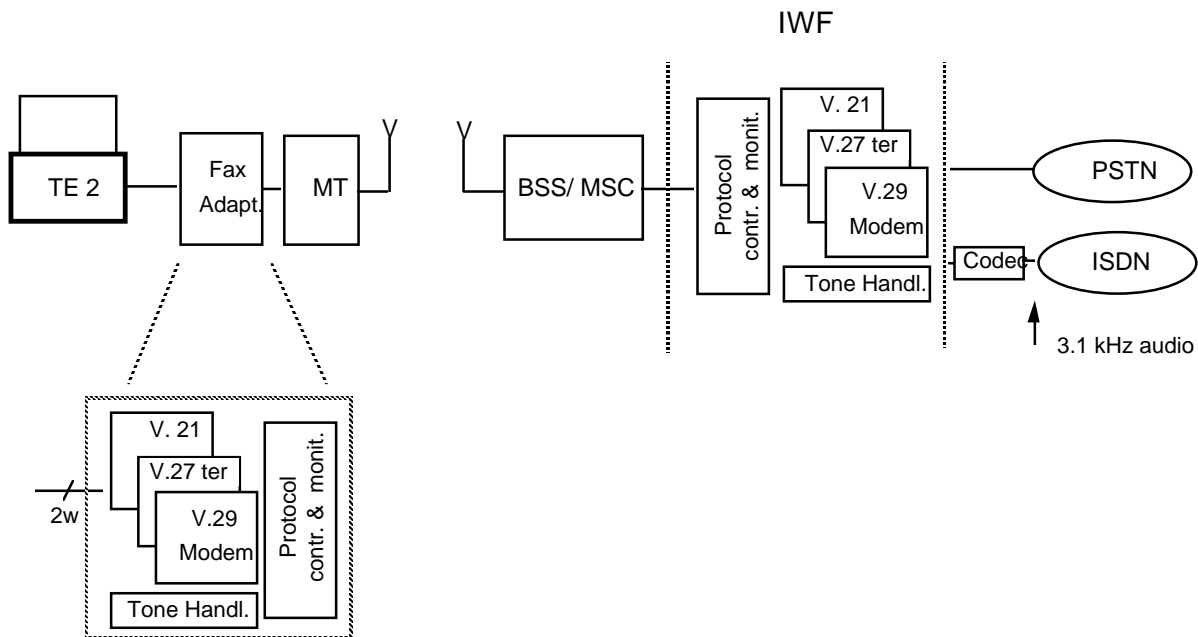 IWF
TE 2
Fax
Adapt.
MT
BSS/ MSC
Protocol
contr. & monit.
V. 21
V.27 ter
V.29
Modem
Tone Handl.
PSTN
Codec
ISDN
3.1 kHz audio
2w
V. 21
V.27 ter
V.29
Modem
Tone Handl.
Protocol
contr. & monit.